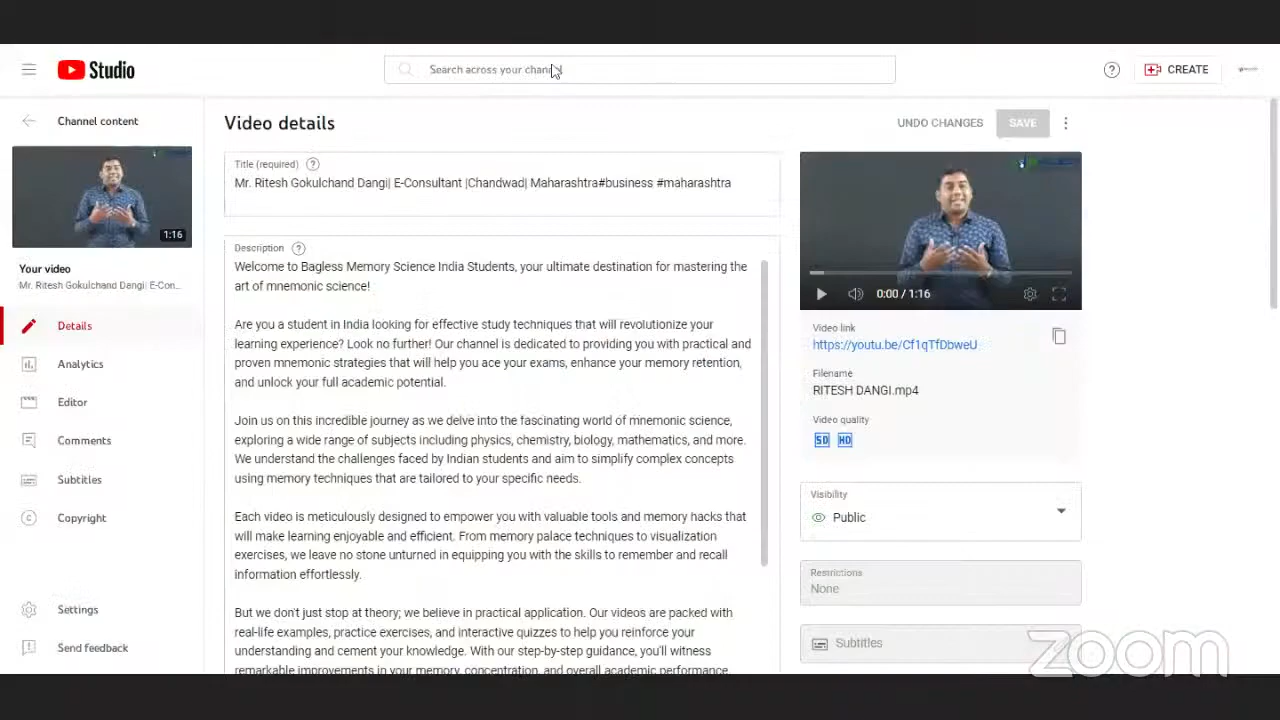 Studio
Search across your channel
CREATE
Channel content
Video details
UNDO CHANGES
SAVE
1:16
Your video
Mr. Ritesh Gokulchand Dangi| E-Con...
Details
Analytics
Editor
Comments
Subtitles
Copyright
Settings
Send feedback
Title (required)
Mr. Ritesh Gokulchand Dangi| E-Consultant |Chandwad| Maharashtra#business #maharashtra
Description
Welcome to Bagless Memory Science India Students, your ultimate destination for mastering the
art of mnemonic science!
Are you a student in India looking for effective study techniques that will revolutionize your
learning experience? Look no further! Our channel is dedicated to providing you with practical and
proven mnemonic strategies that will help you ace your exams, enhance your memory retention,
and unlock your full academic potential.
Join us on this incredible journey as we delve into the fascinating world of mnemonic science,
exploring a wide range of subjects including physics, chemistry, biology, mathematics, and more.
We understand the challenges faced by Indian students and aim to simplify complex concepts
using memory techniques that are tailored to your specific needs.
Each video is meticulously designed to empower you with valuable tools and memory hacks that
will make learning enjoyable and efficient. From memory palace techniques to visualization
exercises, we leave no stone unturned in equipping you with the skills to remember and recall
information effortlessly.
But we don't just stop at theory; we believe in practical application. Our videos are packed with
real-life examples, practice exercises, and interactive quizzes to help you reinforce your
understanding and cement your knowledge. With our step-by-step guidance, you'll witness
remarkable improvements in your memory, concentration, and overall academic performance.
0:00 / 1:16
Video link
https://youtu.be/Cf1qTfDbweU
Filename
RITESH DANGI.mp4
Video quality
SD HD
Visibility
Public
Restrictions
None
Subtitles
zoom